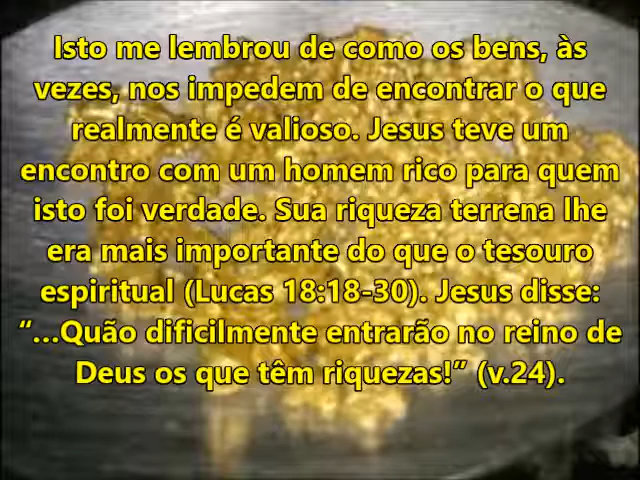 Isto me lembrou de como os bens, às
vezes, nos impedem de encontrar o que
realmente é valioso. Jesus teve um
encontro com um homem rico para quem
isto foi verdade. Sua riqueza terrena lhe
era mais importante do que o tesouro
espiritual (Lucas 18:18-30). Jesus disse:
“...Quão dificilmente entrarão no reino de
Deus os que têm riquezas!” (v.24).